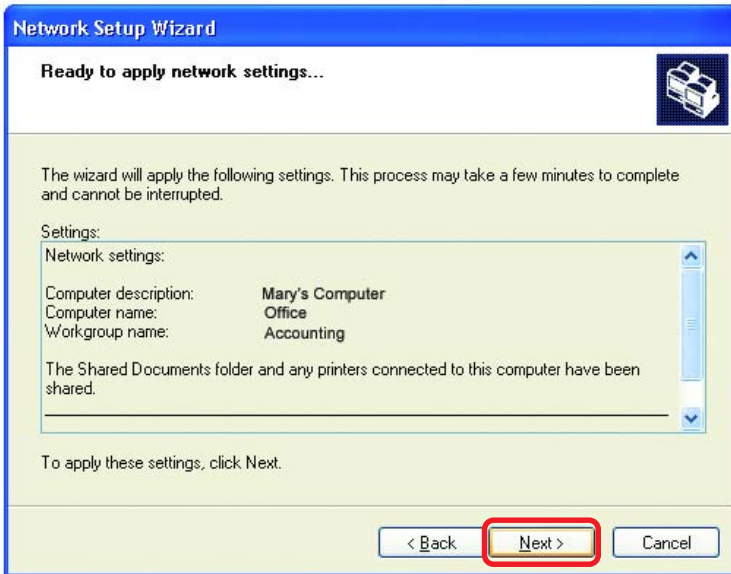 Network Setup Wizard
Ready to apply network settings...
The wizard will apply the following settings. This process may take a few minutes to complete
and cannot be interrupted.
Settings:
Network settings:
Computer description: Mary's Computer
Computer name: Office
Workgroup name: Accounting
The Shared Documents folder and any printers connected to this computer have been
shared.
To apply these settings, click Next.
< Back Next > Cancel